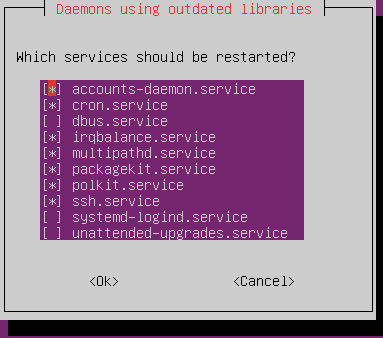 Daemons using outdated libraries
Which services should be restarted?
[*] accounts-daemon.service
[*] cron.service
[ ] dbus.service
[*] irqbalance.service
[*] multipathd.service
[*] packagekit.service
[*] polkit.service
[*] ssh.service
[ ] systemd-logind.service
[ ] unattended-upgrades.service
<Ok> <Cancel>